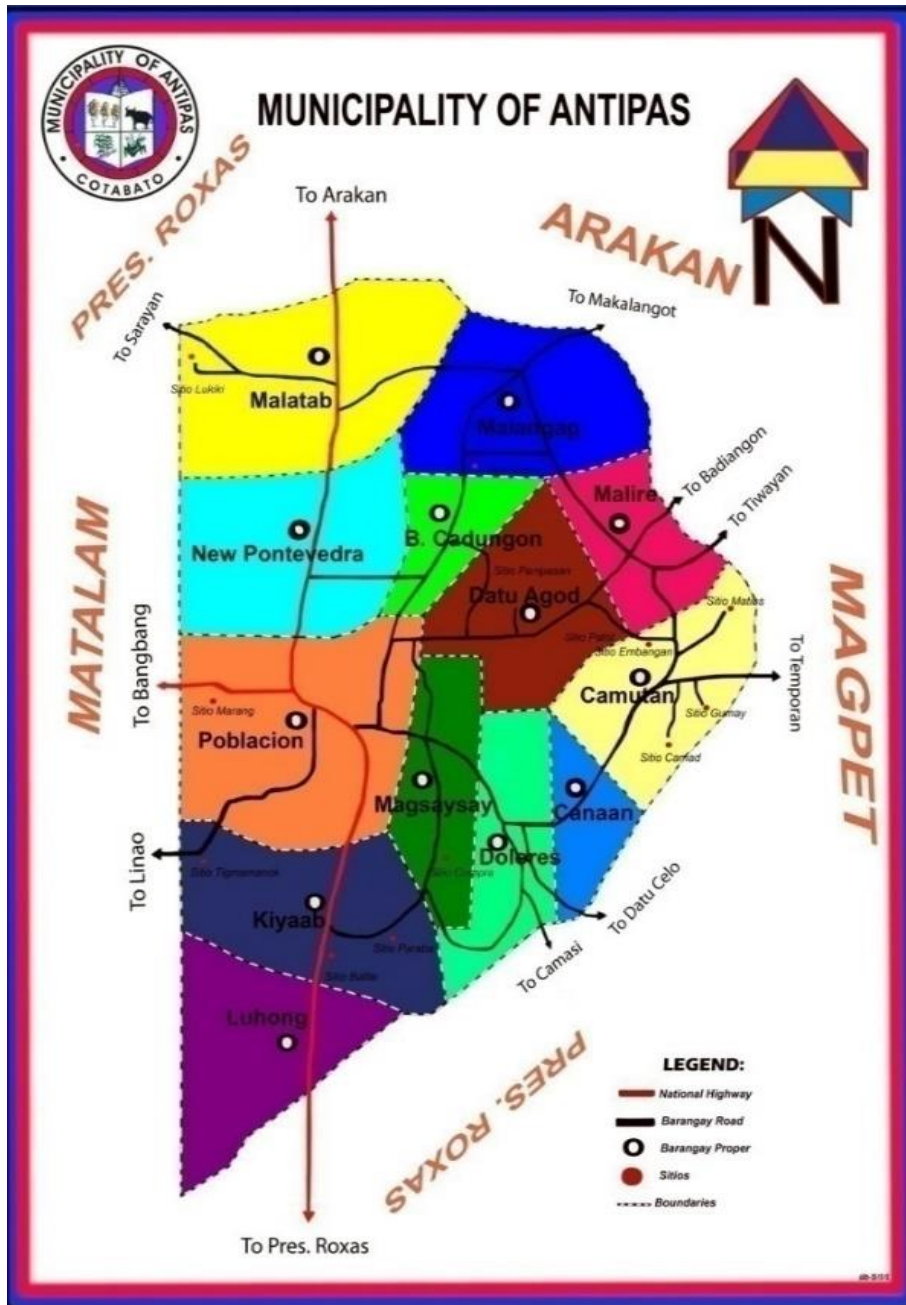 MUNICIPALITY OF ANTIPAS
COTABATO
MUNICIPALITY OF ANTIPAS
N
PRES. ROXAS
ARAKAN
To Arakan
To Sarayan
To Makalangot
Sitio Lukiki
Malatab
Malangag
To Badiangon
To Tiwayan
Malire
New Pontevedra
B. Cadungon
Sitio Pampasan
Datu Agod
Sitio Matias
MATALAM
MAGPET
To Bangbang
Sitio Embangan
Camutan
To Temporan
Sitio Marang
Sitio Gumay
Poblacion
Sitio Camad
Magsaysay
Canaan
To Linao
Dolores
Sitio Tigmamanok
Kiyaab
To Datu Celo
To Camasi
Luhong
PRES. ROXAS
LEGEND:
National Highway
Barangay Road
Barangay Proper
Sitios
Boundaries
To Pres. Roxas